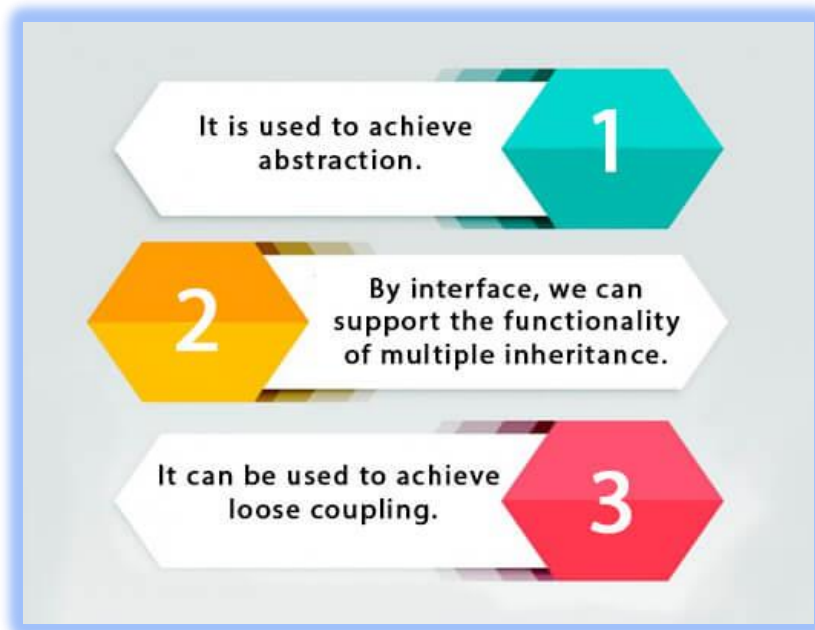 It is used to achieve
abstraction.
1
2
By interface, we can
support the functionality
of multiple inheritance.
It can be used to achieve
loose coupling.
3